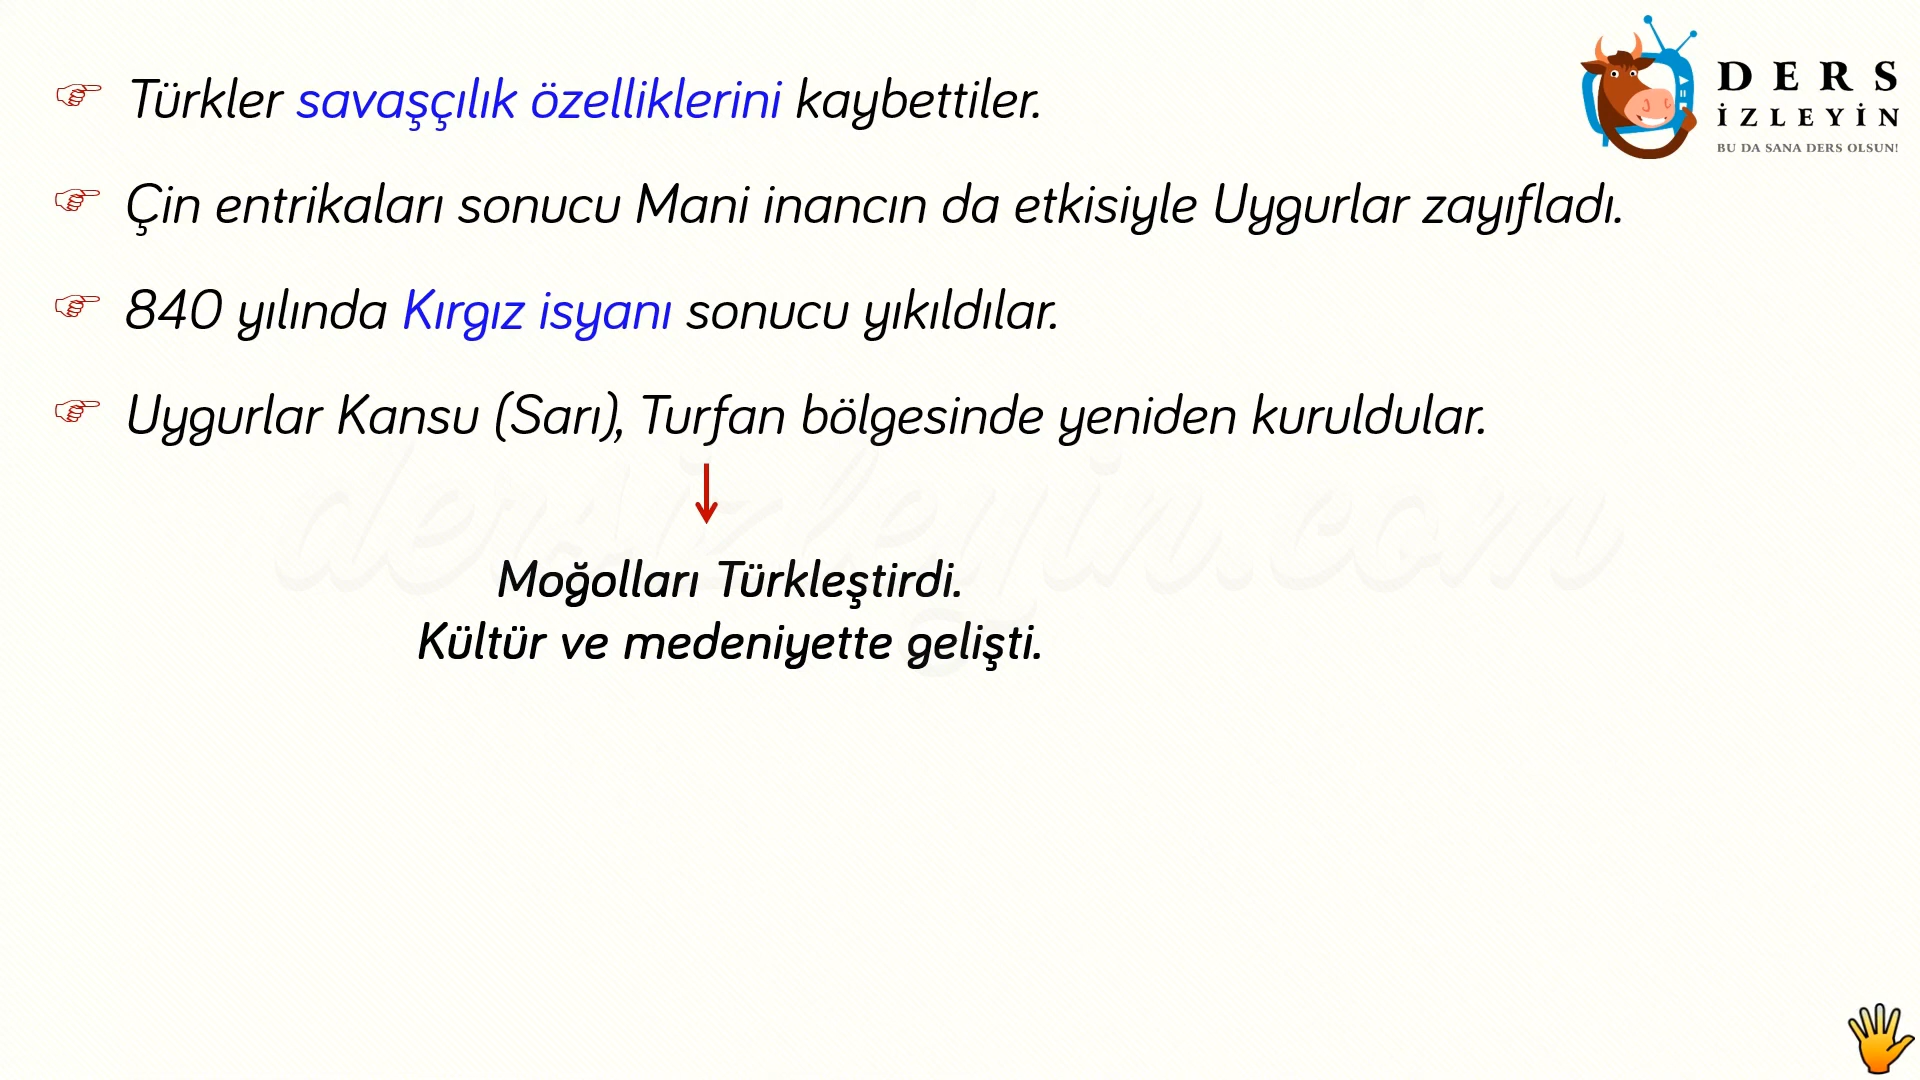 Türkler savaşçılık özelliklerini kaybettiler.
DERS
İZLEYİN
BU DA SANA DERS OLSUN!
Çin entrikaları sonucu Mani inancın da etkisiyle Uygurlar zayıfladı.
840 yılında Kırgız isyanı sonucu yıkıldılar.
Uygurlar Kansu (Sarı), Turfan bölgesinde yeniden kuruldular.
dersizleyin.com
Moğolları Türkleştirdi.
Kültür ve medeniyette gelişti.